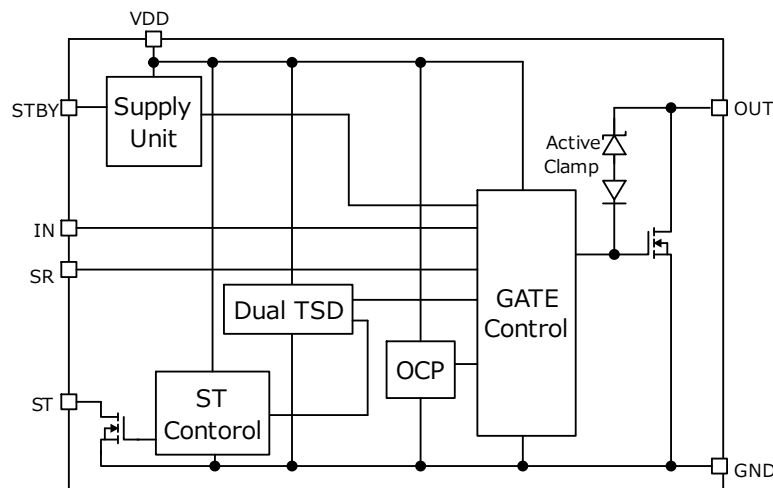 VDD
STBY
Supply
Unit
OUT
Active
Clamp
IN
SR
GATE
Control
Dual TSD
OCP
ST
ST
Contorol
GND